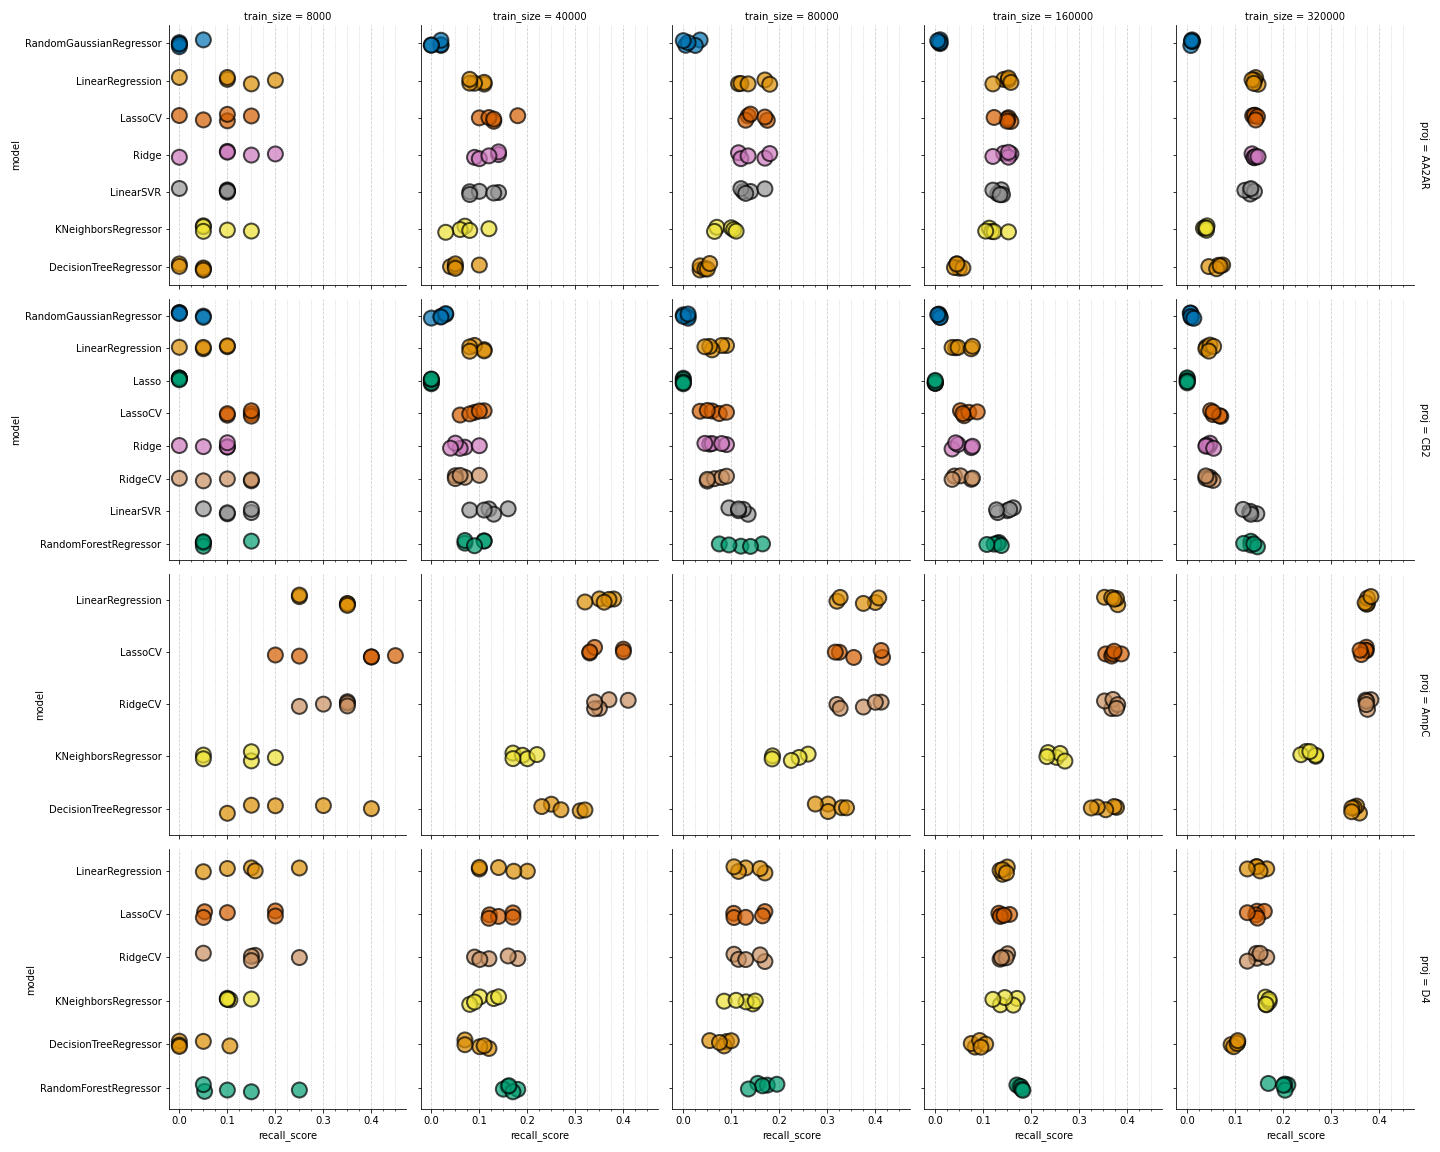 train_size = 8000 train_size = 40000 train_size = 80000 train_size = 160000 train_size = 320000
RandomGaussianRegressor
LinearRegression
LassoCV
Ridge
LinearSVR
KNeighborsRegressor
DecisionTreeRegressor
model
proj = AA2AR
RandomGaussianRegressor
LinearRegression
Lasso
LassoCV
Ridge
RidgeCV
LinearSVR
RandomForestRegressor
model
proj = CB2
LinearRegression
LassoCV
RidgeCV
KNeighborsRegressor
DecisionTreeRegressor
model
proj = AmpC
LinearRegression
LassoCV
RidgeCV
KNeighborsRegressor
DecisionTreeRegressor
RandomForestRegressor
model
proj = D4
0.0 0.1 0.2 0.3 0.4 0.0 0.1 0.2 0.3 0.4 0.0 0.1 0.2 0.3 0.4 0.0 0.1 0.2 0.3 0.4 0.0 0.1 0.2 0.3 0.4
recall_score recall_score recall_score recall_score recall_score